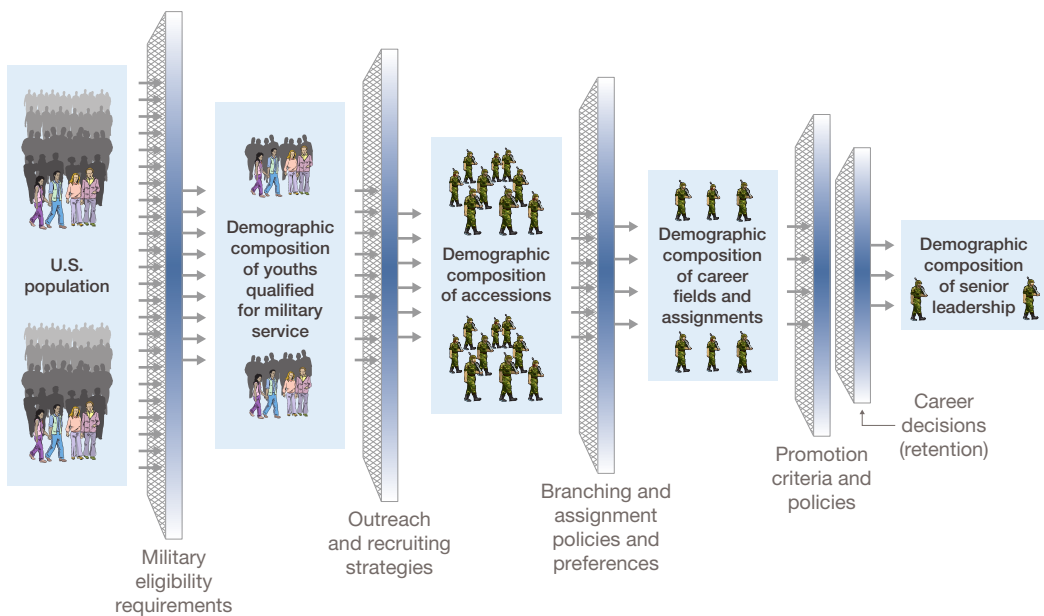 U.S.
population
Military
eligibility
requirements
Demographic
composition
of youths
qualified
for military
service
Outreach
and recruiting
strategies
Demographic
composition
of accessions
Branching and
assignment
policies and
preferences
Demographic
composition
of career
fields and
assignments
Promotion
criteria and
policies
Career
decisions
(retention)
Demographic
composition
of senior
leadership